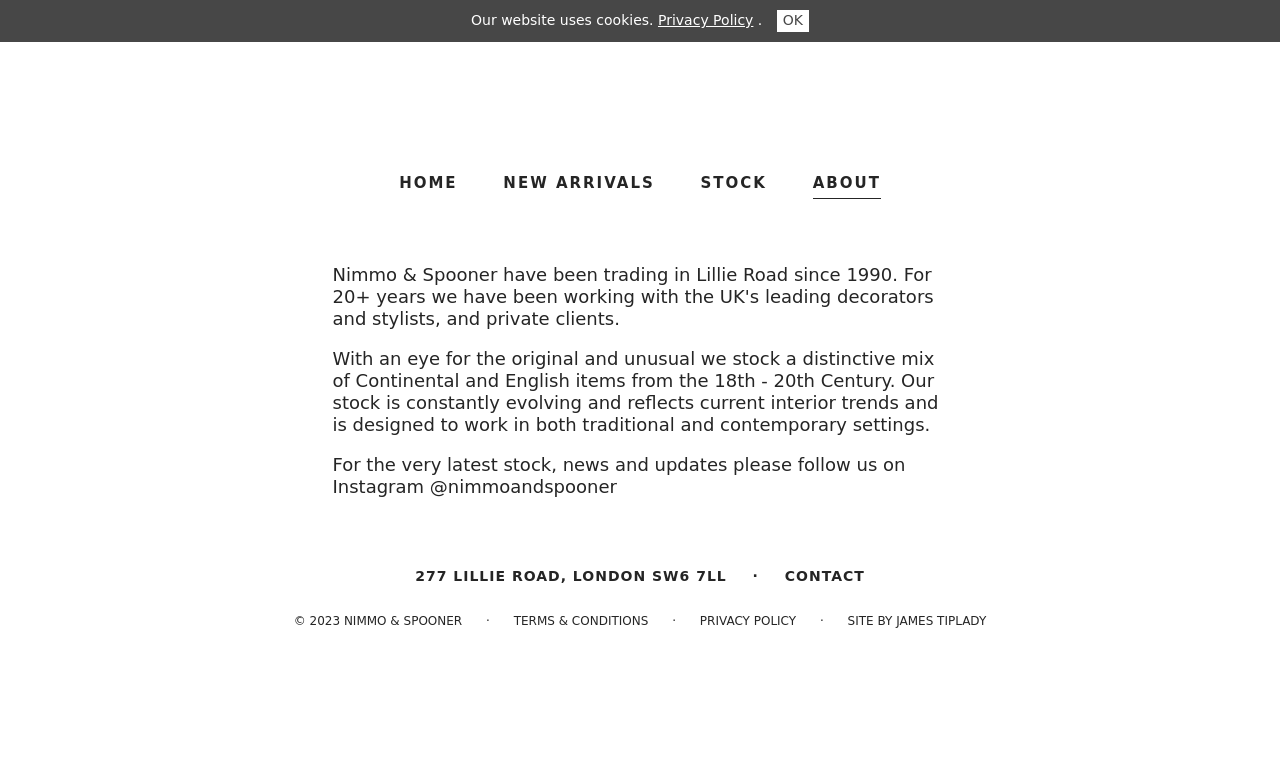 Our website uses cookies. Privacy Policy . OK
HOME NEW ARRIVALS STOCK ABOUT
Nimmo & Spooner have been trading in Lillie Road since 1990. For
20+ years we have been working with the UK's leading decorators
and stylists, and private clients.
With an eye for the original and unusual we stock a distinctive mix
of Continental and English items from the 18th - 20th Century. Our
stock is constantly evolving and reflects current interior trends and
is designed to work in both traditional and contemporary settings.
For the very latest stock, news and updates please follow us on
Instagram @nimmoandspooner
277 LILLIE ROAD, LONDON SW6 7LL · CONTACT
© 2023 NIMMO & SPOONER · TERMS & CONDITIONS · PRIVACY POLICY · SITE BY JAMES TIPLADY